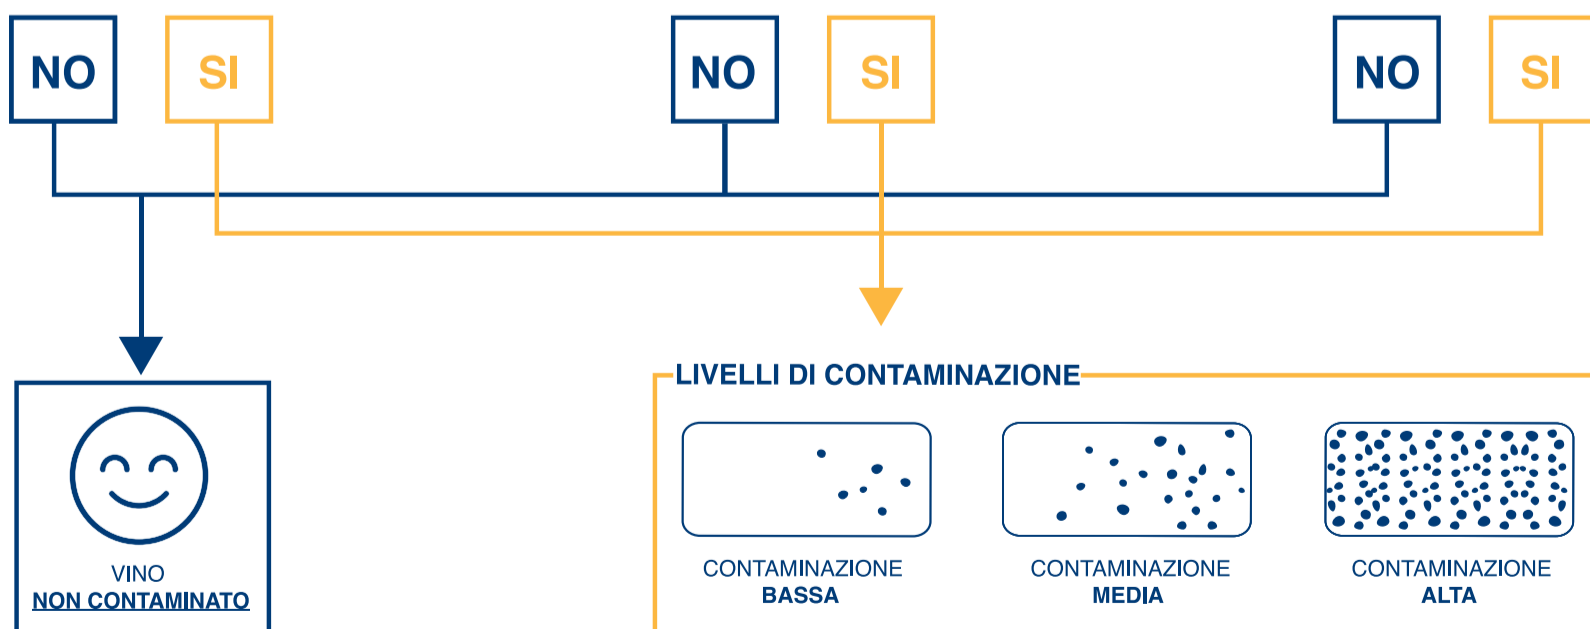 NO
SI
NO
SI
NO
SI
LIVELLI DI CONTAMINAZIONE
VINO
NON CONTAMINATO
CONTAMINAZIONE
BASSA
CONTAMINAZIONE
MEDIA
CONTAMINAZIONE
ALTA